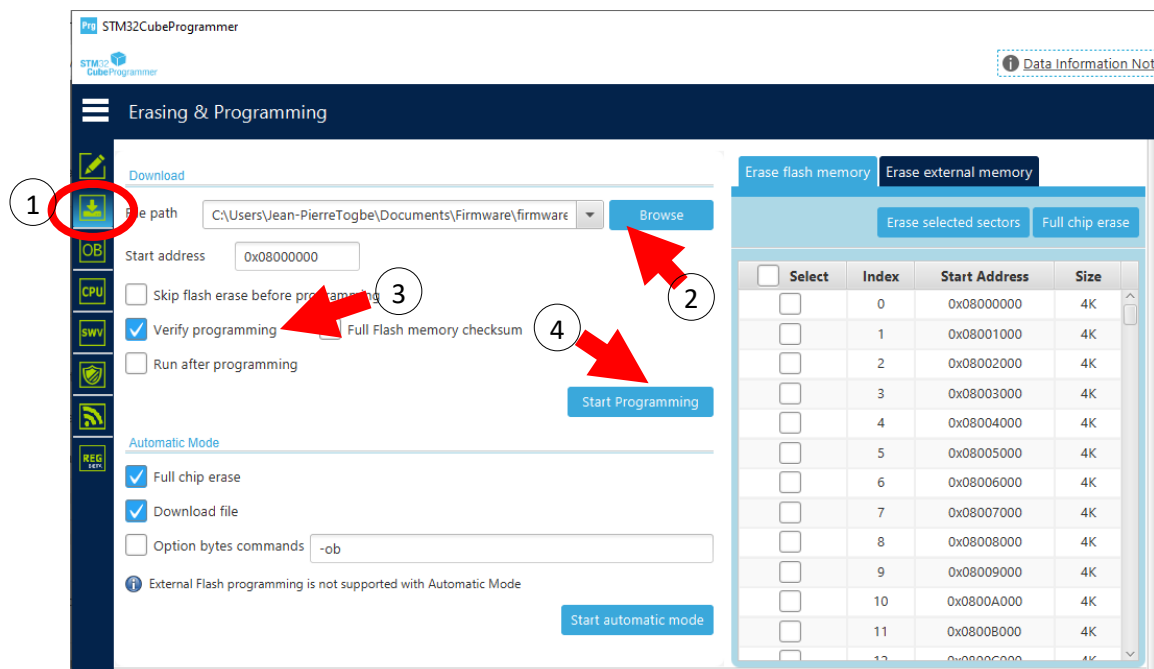 Prg STM32CubeProgrammer
STM32
CubeProgrammer
Data Information Not
Erasing & Programming
1
OB
CPU
SWV
REG
Download
File path C:\Users\Jean-PierreTogbe\Documents\Firmware\firmware Browse
Start address 0x08000000
Skip flash erase before programming
3
2
Verify programming Full Flash memory checksum
4
Run after programming
Start Programming
Automatic Mode
Full chip erase
Download file
Option bytes commands -ob
External Flash programming is not supported with Automatic Mode
Start automatic mode
Erase flash memory Erase external memory
Erase selected sectors Full chip erase
Select Index Start Address Size
0 0x08000000 4K
1 0x08001000 4K
2 0x08002000 4K
3 0x08003000 4K
4 0x08004000 4K
5 0x08005000 4K
6 0x08006000 4K
7 0x08007000 4K
8 0x08008000 4K
9 0x08009000 4K
10 0x0800A000 4K
11 0x0800B000 4K
12 0x0800C000 4K